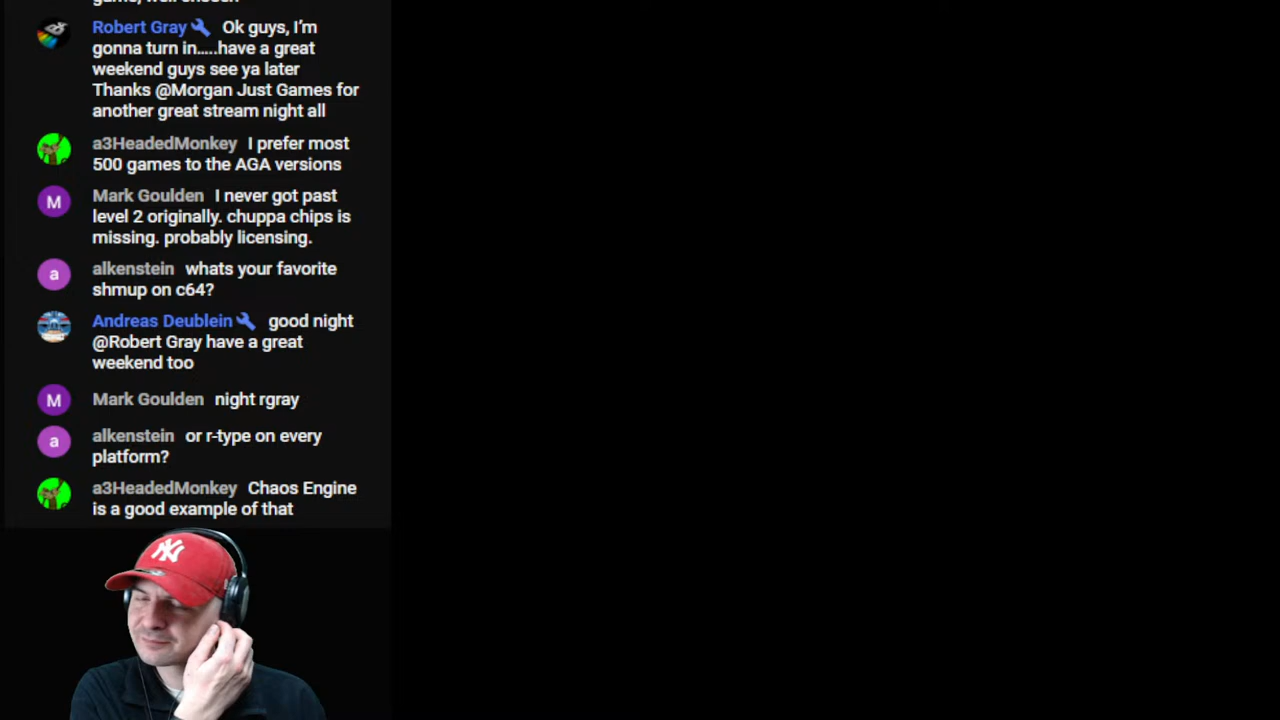 game, well chosen
Robert Gray Ok guys, I'm
gonna turn in…..have a great
weekend guys see ya later
Thanks @Morgan Just Games for
another great stream night all
a3HeadedMonkey I prefer most
500 games to the AGA versions
M Mark Goulden I never got past
level 2 originally. chuppa chips is
missing. probably licensing.
a alkenstein whats your favorite
shmup on c64?
Andreas Deublein good night
@Robert Gray have a great
weekend too
M Mark Goulden night rgray
a alkenstein or r-type on every
platform?
a3HeadedMonkey Chaos Engine
is a good example of that
NY